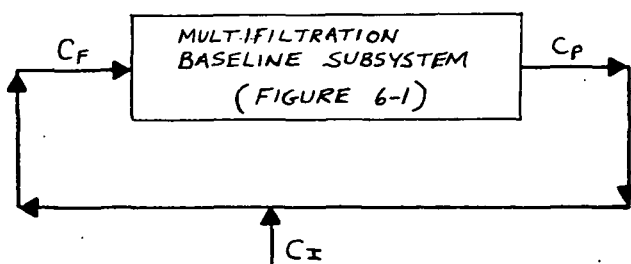 C_F
MULTIFILTRATION
BASELINE SUBSYSTEM
(FIGURE 6-1)
C_P
C_I